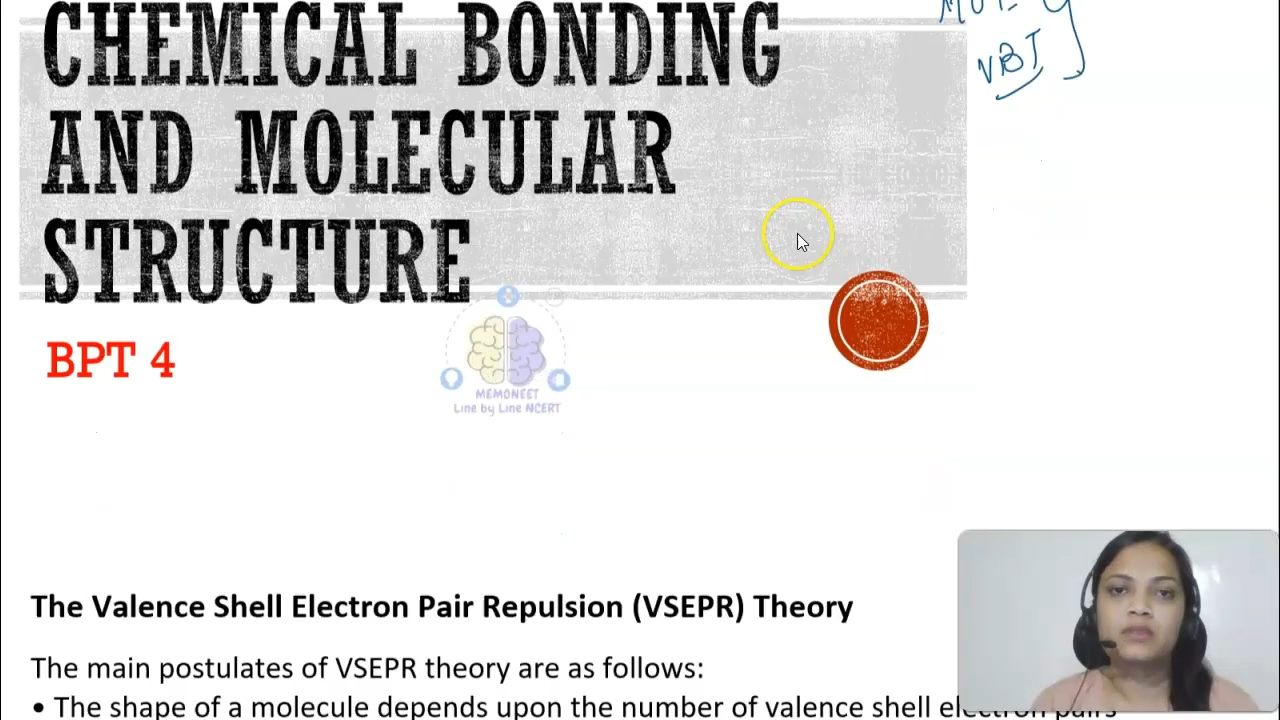 CHEMICAL BONDING
AND MOLECULAR
STRUCTURE
VBT
BPT 4
MEMONEET
Line by Line NCERT
The Valence Shell Electron Pair Repulsion (VSEPR) Theory
The main postulates of VSEPR theory are as follows:
• The shape of a molecule depends upon the number of valence shell electron pairs